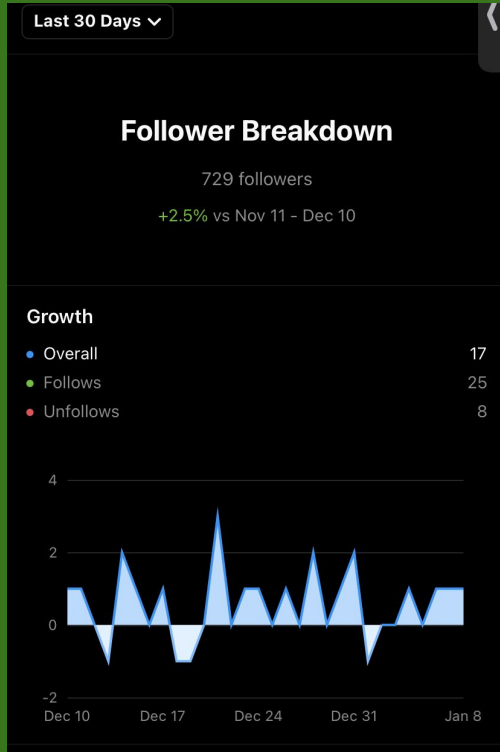 Last 30 Days
Follower Breakdown
729 followers
+2.5% vs Nov 11 - Dec 10
Growth
Overall 17
Follows 25
Unfollows 8
4
2
0
-2
Dec 10 Dec 17 Dec 24 Dec 31 Jan 8